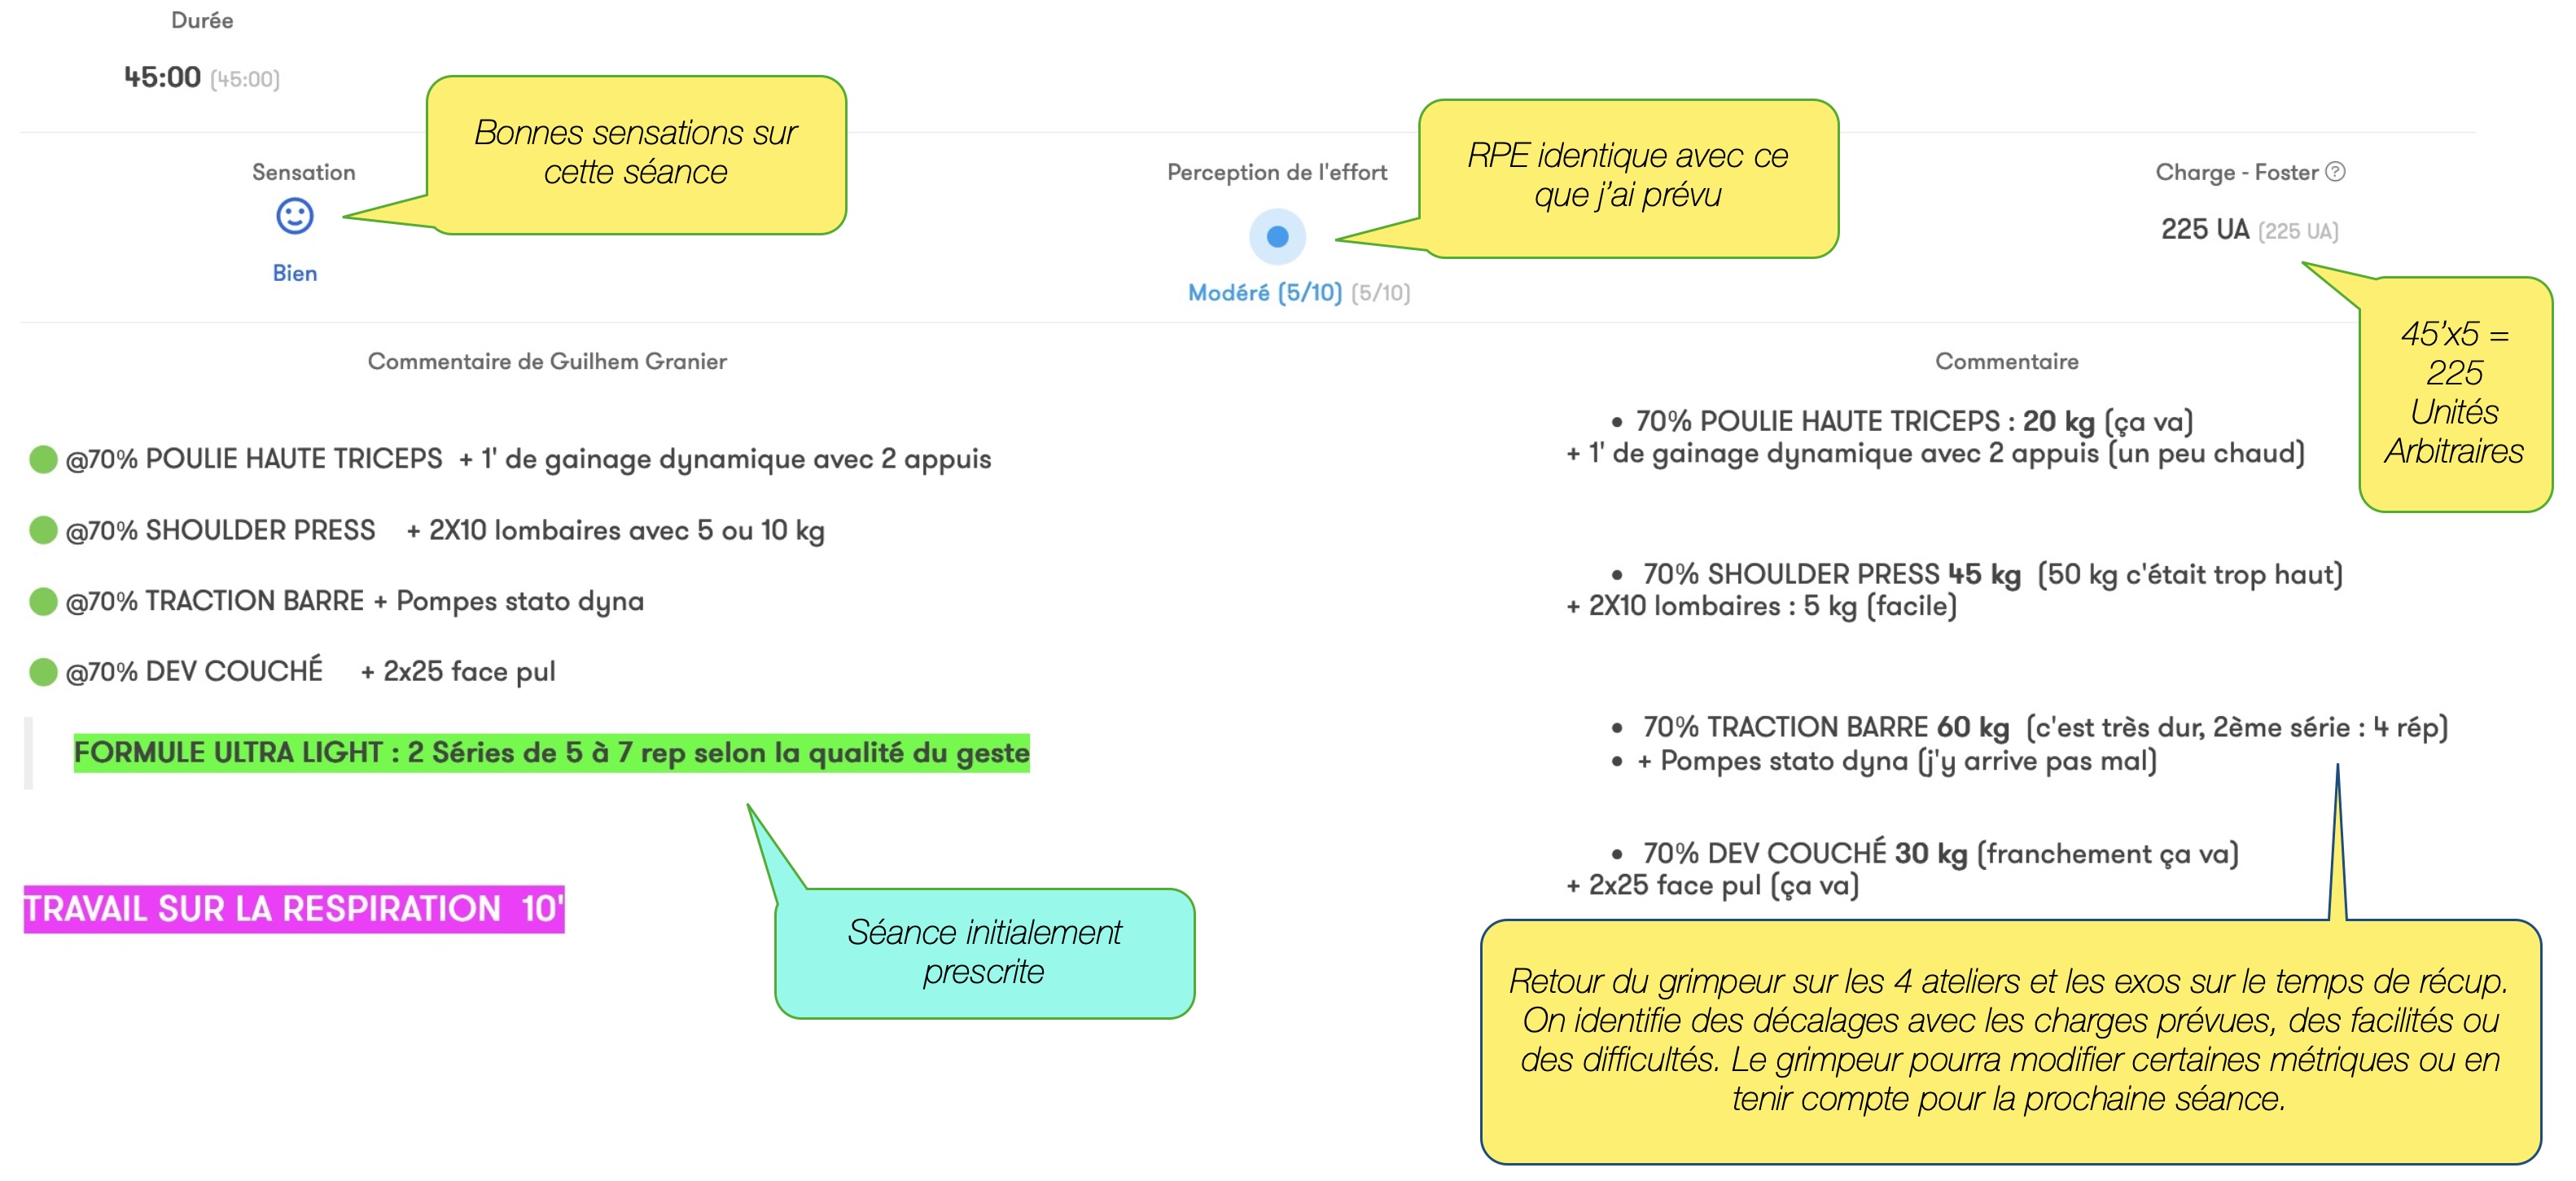 Durée
45:00 (45:00)
Bonnes sensations sur
cette séance
RPE identique avec ce
que j'ai prévu
Sensation
Bien
Perception de l'effort
Modéré (5/10) (5/10)
Charge - Foster ?
225 UA (225 UA)
45'x5 =
225
Unités
Arbitraires
Commentaire de Guilhem Granier
@70% POULIE HAUTE TRICEPS + 1' de gainage dynamique avec 2 appuis
@70% SHOULDER PRESS + 2X10 lombaires avec 5 ou 10 kg
@70% TRACTION BARRE + Pompes stato dyna
@70% DEV COUCHÉ + 2x25 face pul
FORMULE ULTRA LIGHT : 2 Séries de 5 à 7 rep selon la qualité du geste
TRAVAIL SUR LA RESPIRATION 10'
Séance initialement
prescrite
Commentaire
• 70% POULIE HAUTE TRICEPS : 20 kg (ça va)
+ 1' de gainage dynamique avec 2 appuis (un peu chaud)
• 70% SHOULDER PRESS 45 kg (50 kg c'était trop haut)
+ 2X10 lombaires : 5 kg (facile)
• 70% TRACTION BARRE 60 kg (c'est très dur, 2ème série : 4 rép)
• + Pompes stato dyna (j'y arrive pas mal)
• 70% DEV COUCHÉ 30 kg (franchement ça va)
+ 2x25 face pul (ça va)
Retour du grimpeur sur les 4 ateliers et les exos sur le temps de récup.
On identifie des décalages avec les charges prévues, des facilités ou
des difficultés. Le grimpeur pourra modifier certaines métriques ou en
tenir compte pour la prochaine séance.